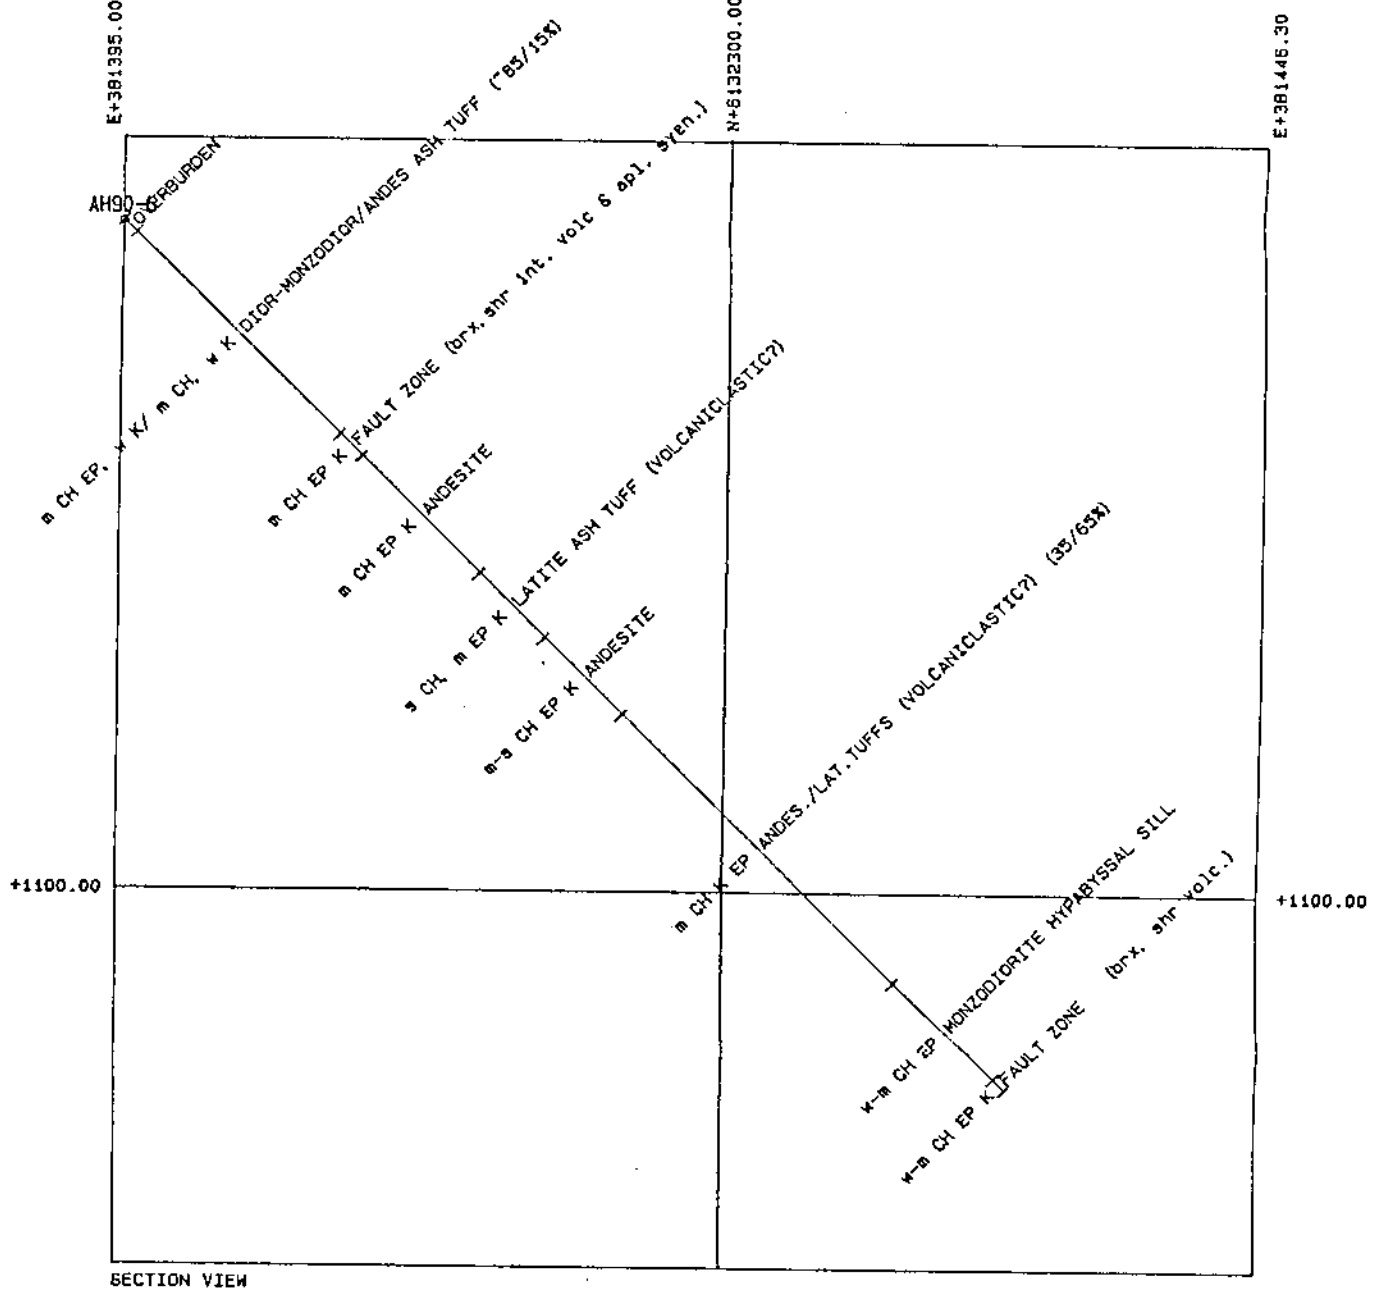 E+381395.00
N+6132300.00
E+381446.30
AH90-6
OVERBURDEN
DIOR-MONZODIOR/ANDES ASH TUFF (~85/15%)
m CH EP, w K/ m CH, w K
FAULT ZONE (brx, shr int. volc & apl. syen.)
m CH EP K
ANDESITE
m CH EP K
LATITE ASH TUFF (VOLCANICLASTIC?)
s CH, m EP K
ANDESITE
m-s CH EP K
ANDES./LAT.TUFFS (VOLCANICLASTIC?) (35/65%)
m CH K EP
+1100.00
+1100.00
MONZODIORITE HYPABYSSAL SILL
w-m CH EP
FAULT ZONE (brx, shr volc.)
w-m CH EP K
SECTION VIEW